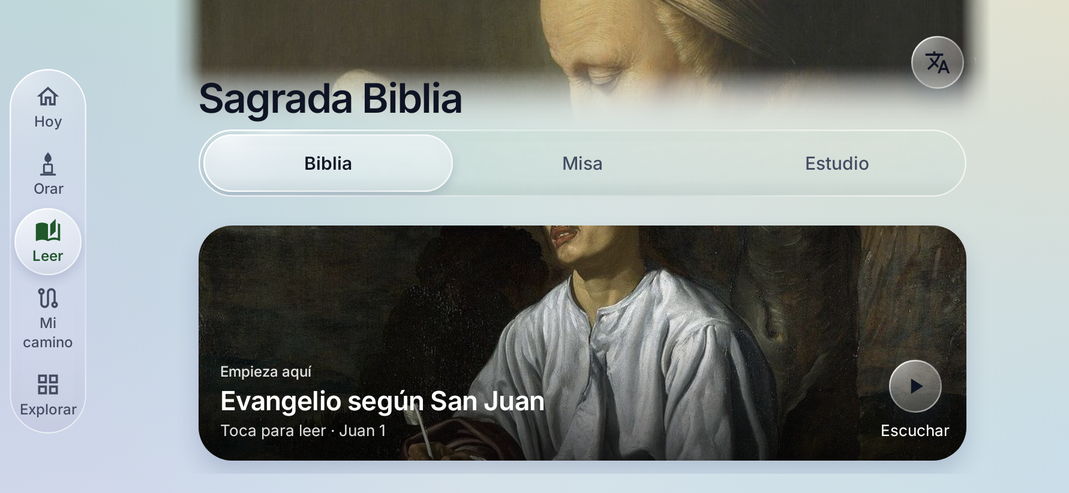 Sagrada Biblia
Hoy
Orar
Leer
Mi
camino
Explorar
Biblia
Misa
Estudio
Empieza aquí
Evangelio según San Juan
Toca para leer · Juan 1
Escuchar